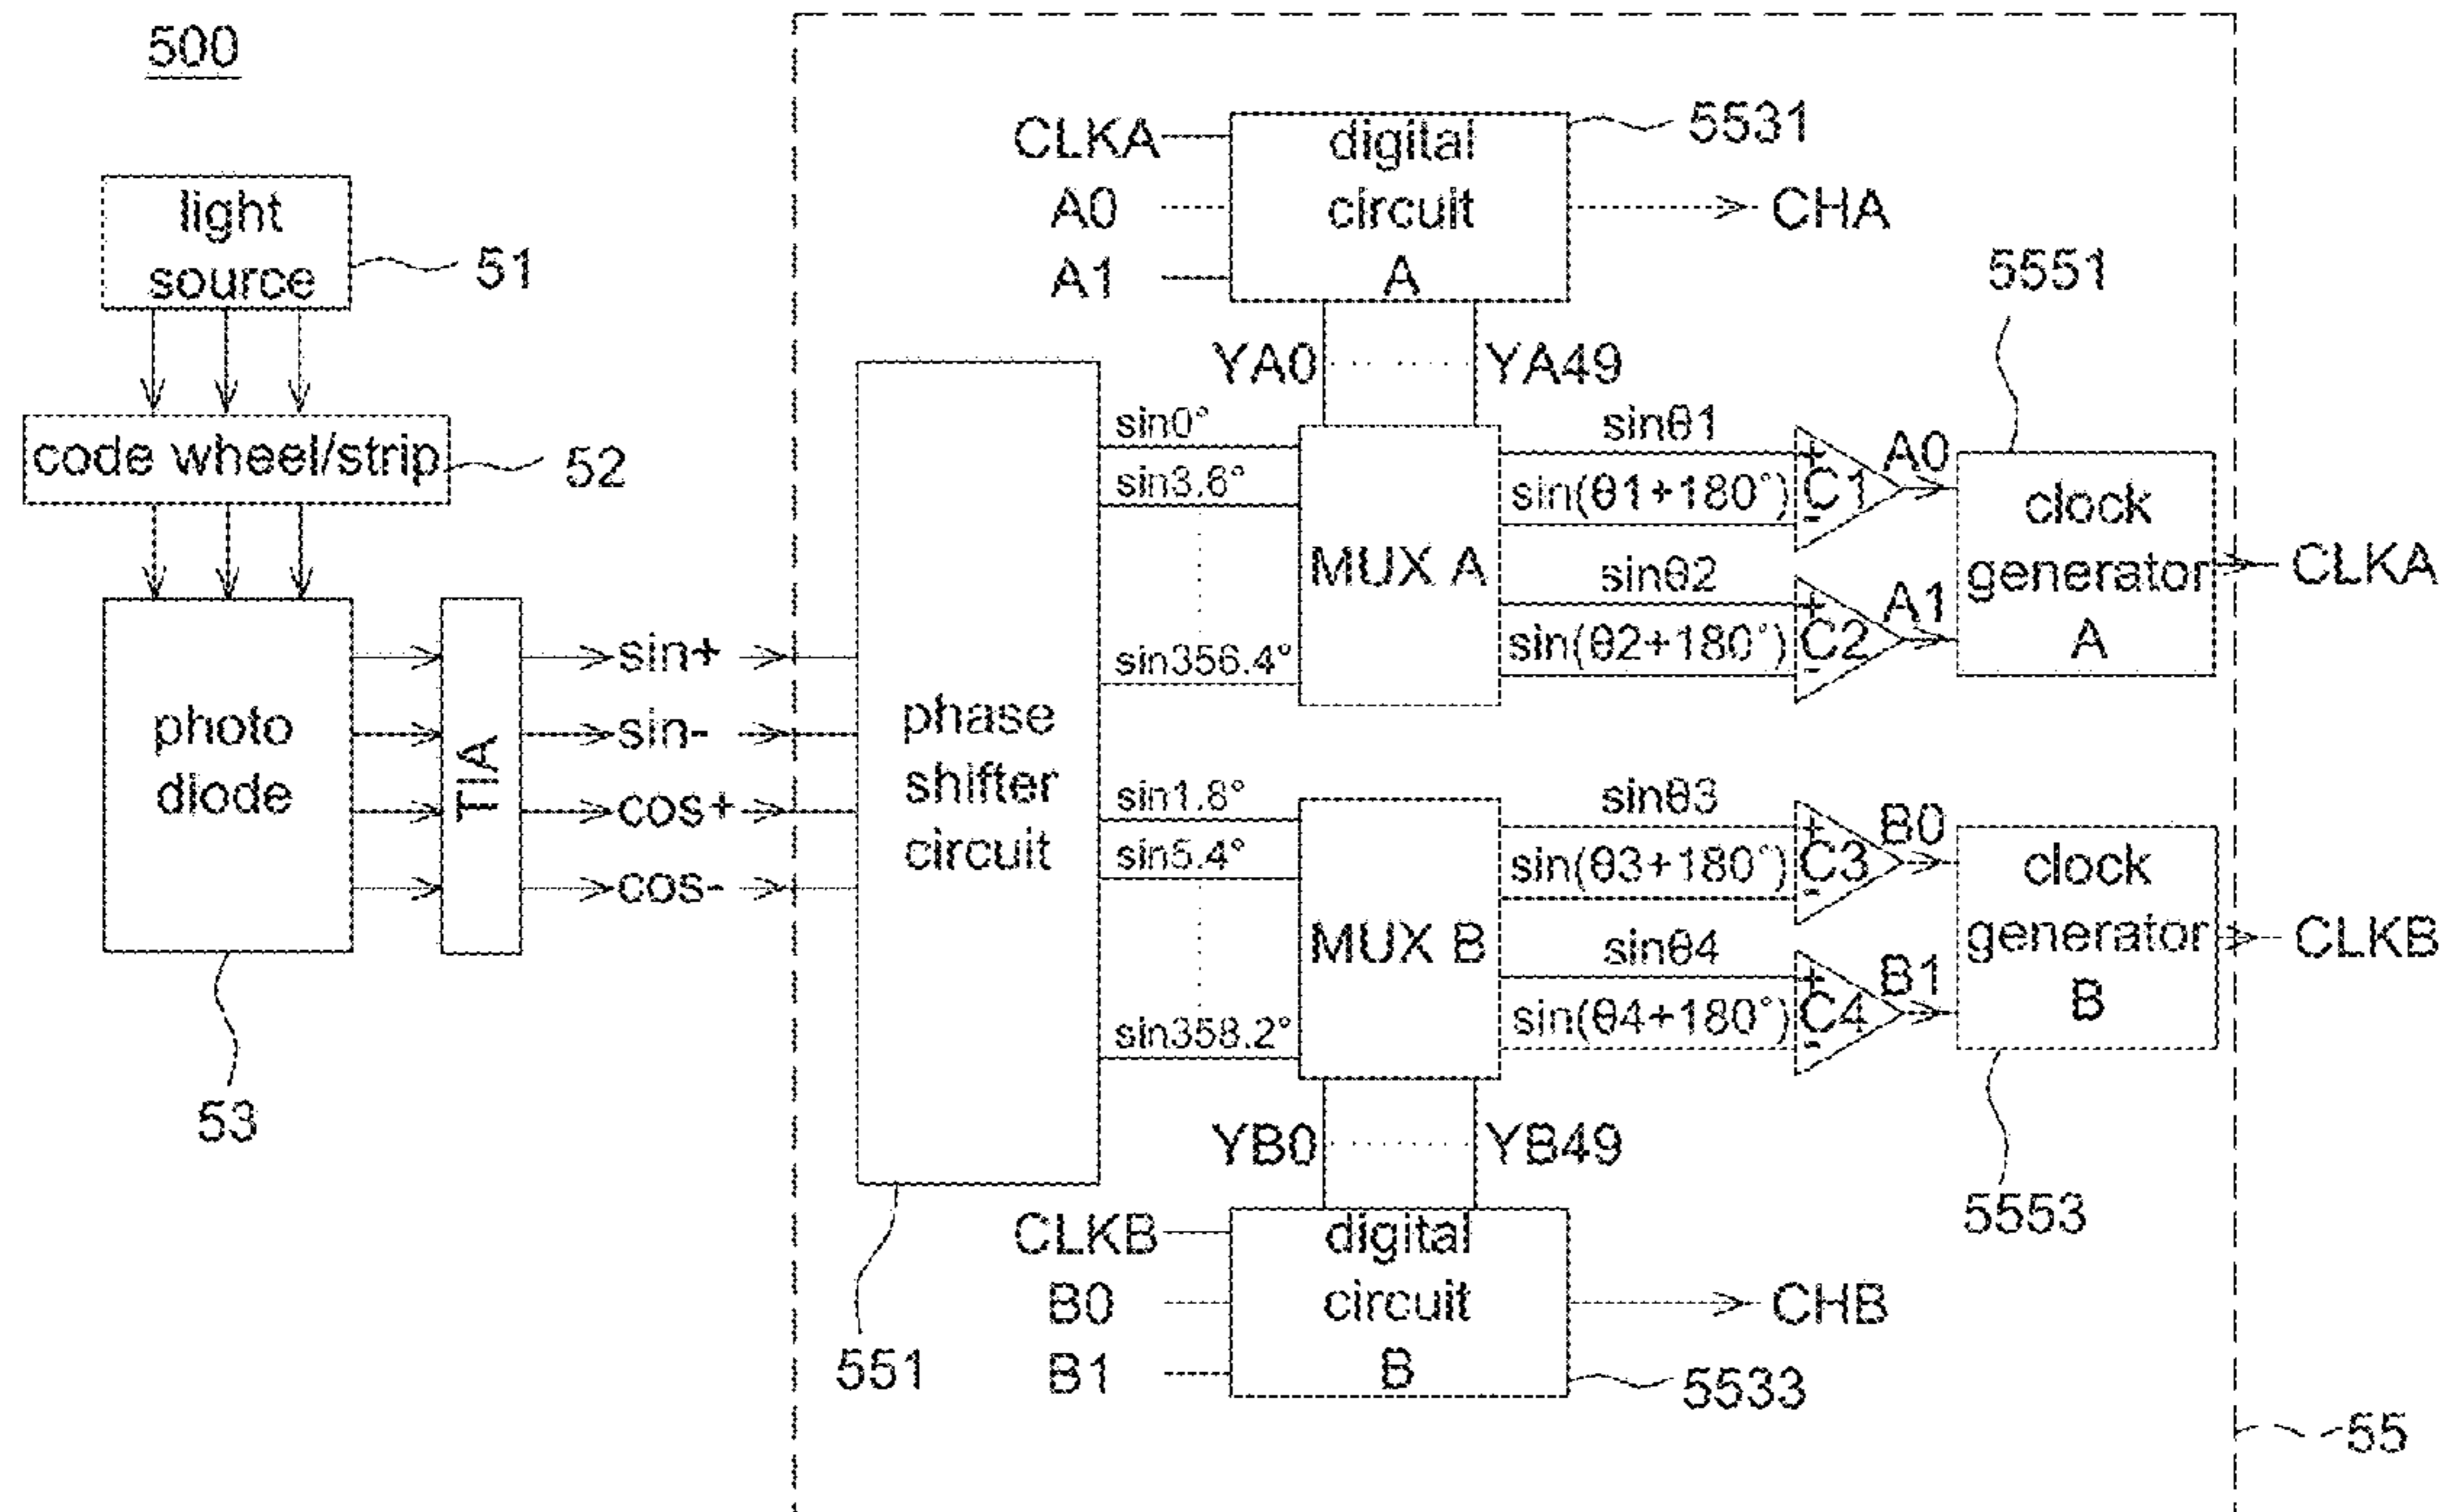 500
light
source
51
code wheel/strip
52
photo
diode
53
TIA
sin+
sin-
cos+
cos-
phase
shifter
circuit
551
CLKA
A0
A1
digital
circuit
A
5531
CHA
YA0
YA49
sin0°
sin3.6°
sin356.4°
MUX A
sinθ1
sin(θ1+180°)
sinθ2
sin(θ2+180°)
+
C1
-
A0
+
C2
-
A1
5551
clock
generator
A
CLKA
sin1.8°
sin5.4°
sin358.2°
MUX B
sinθ3
sin(θ3+180°)
sinθ4
sin(θ4+180°)
+
C3
-
B0
+
C4
-
B1
clock
generator
B
CLKB
5553
YB0
YB49
CLKB
B0
B1
digital
circuit
B
CHB
5533
55